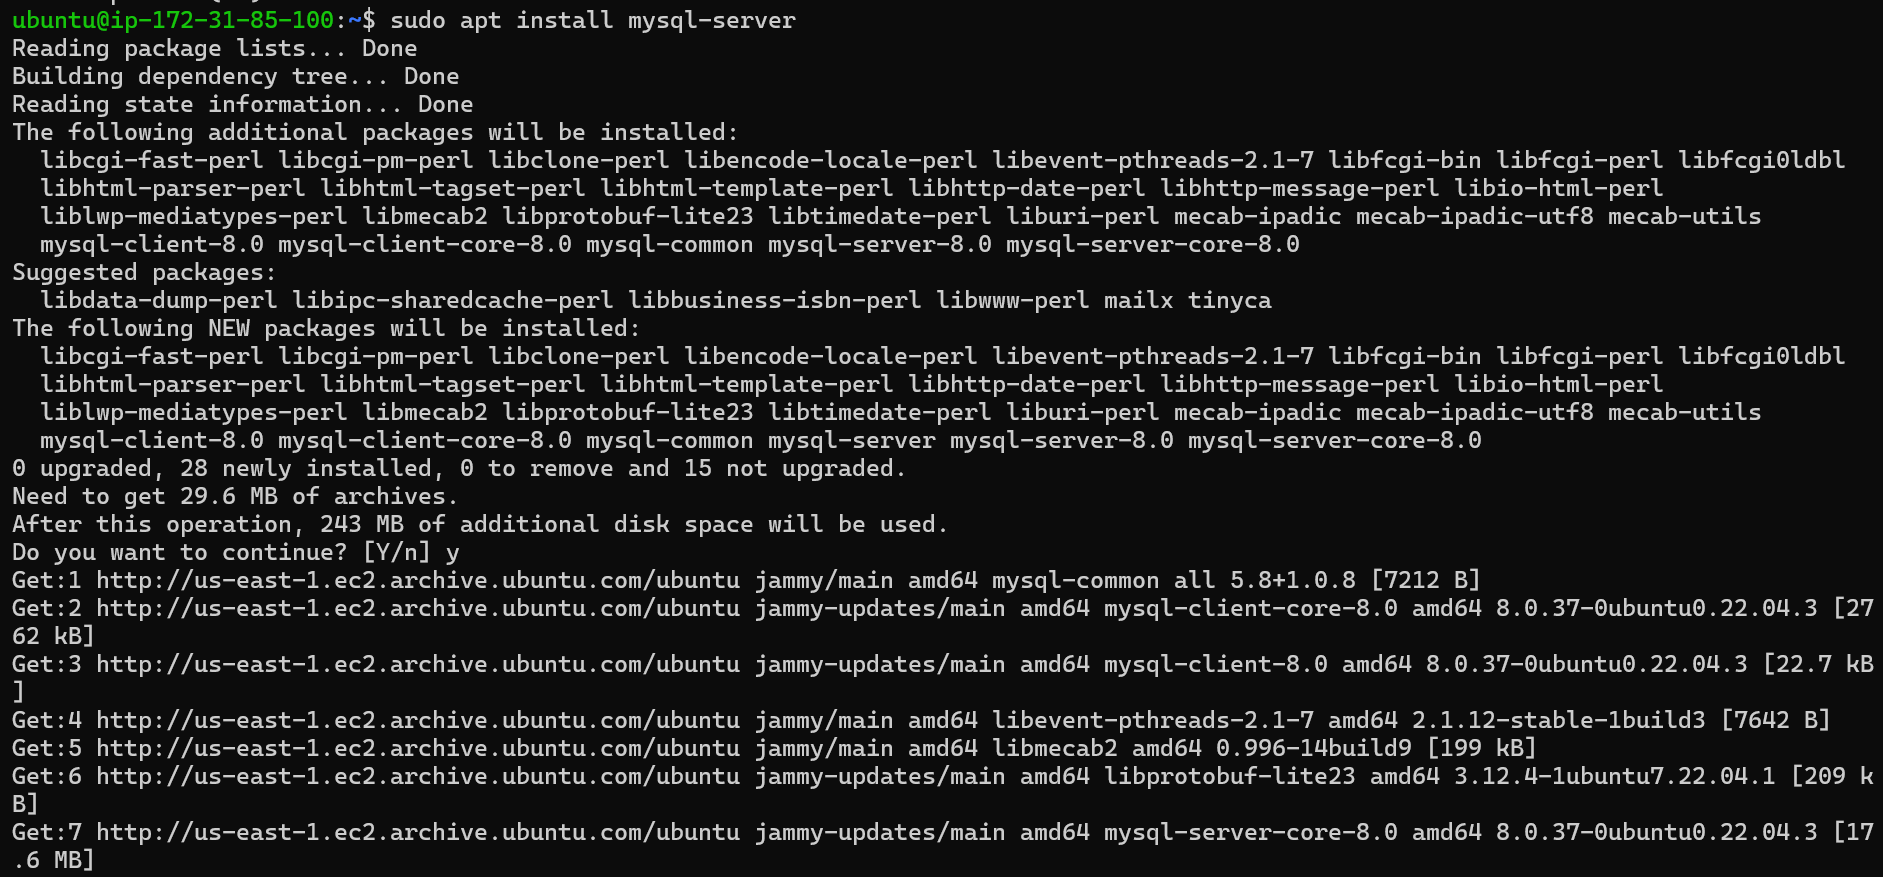 ubuntu@ip-172-31-85-100:~$ sudo apt install mysql-server
Reading package lists... Done
Building dependency tree... Done
Reading state information... Done
The following additional packages will be installed:
  libcgi-fast-perl libcgi-pm-perl libclone-perl libencode-locale-perl libevent-pthreads-2.1-7 libfcgi-bin libfcgi-perl libfcgi0ldbl
  libhtml-parser-perl libhtml-tagset-perl libhtml-template-perl libhttp-date-perl libhttp-message-perl libio-html-perl
  liblwp-mediatypes-perl libmecab2 libprotobuf-lite23 libtimedate-perl liburi-perl mecab-ipadic mecab-ipadic-utf8 mecab-utils
  mysql-client-8.0 mysql-client-core-8.0 mysql-common mysql-server-8.0 mysql-server-core-8.0
Suggested packages:
  libdata-dump-perl libipc-sharedcache-perl libbusiness-isbn-perl libwww-perl mailx tinyca
The following NEW packages will be installed:
  libcgi-fast-perl libcgi-pm-perl libclone-perl libencode-locale-perl libevent-pthreads-2.1-7 libfcgi-bin libfcgi-perl libfcgi0ldbl
  libhtml-parser-perl libhtml-tagset-perl libhtml-template-perl libhttp-date-perl libhttp-message-perl libio-html-perl
  liblwp-mediatypes-perl libmecab2 libprotobuf-lite23 libtimedate-perl liburi-perl mecab-ipadic mecab-ipadic-utf8 mecab-utils
  mysql-client-8.0 mysql-client-core-8.0 mysql-common mysql-server mysql-server-8.0 mysql-server-core-8.0
0 upgraded, 28 newly installed, 0 to remove and 15 not upgraded.
Need to get 29.6 MB of archives.
After this operation, 243 MB of additional disk space will be used.
Do you want to continue? [Y/n] y
Get:1 http://us-east-1.ec2.archive.ubuntu.com/ubuntu jammy/main amd64 mysql-common all 5.8+1.0.8 [7212 B]
Get:2 http://us-east-1.ec2.archive.ubuntu.com/ubuntu jammy-updates/main amd64 mysql-client-core-8.0 amd64 8.0.37-0ubuntu0.22.04.3 [27
62 kB]
Get:3 http://us-east-1.ec2.archive.ubuntu.com/ubuntu jammy-updates/main amd64 mysql-client-8.0 amd64 8.0.37-0ubuntu0.22.04.3 [22.7 kB
]
Get:4 http://us-east-1.ec2.archive.ubuntu.com/ubuntu jammy/main amd64 libevent-pthreads-2.1-7 amd64 2.1.12-stable-1build3 [7642 B]
Get:5 http://us-east-1.ec2.archive.ubuntu.com/ubuntu jammy/main amd64 libmecab2 amd64 0.996-14build9 [199 kB]
Get:6 http://us-east-1.ec2.archive.ubuntu.com/ubuntu jammy-updates/main amd64 libprotobuf-lite23 amd64 3.12.4-1ubuntu7.22.04.1 [209 k
B]
Get:7 http://us-east-1.ec2.archive.ubuntu.com/ubuntu jammy-updates/main amd64 mysql-server-core-8.0 amd64 8.0.37-0ubuntu0.22.04.3 [17
.6 MB]